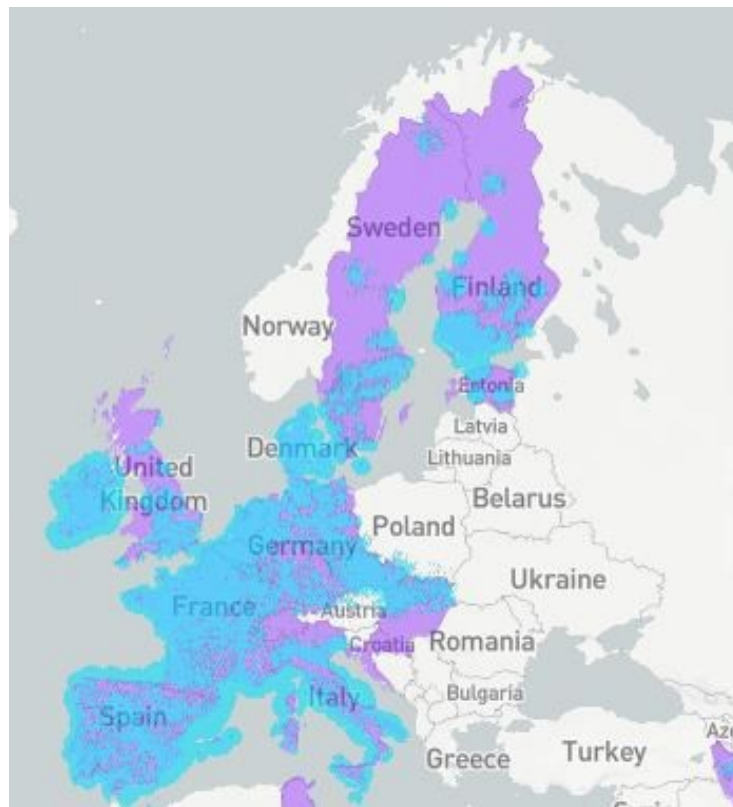 Sweden
Finland
Norway
Estonia
Latvia
Denmark
Lithuania
United
Kingdom
Belarus
Poland
Germany
Ukraine
France
Austria
Croatia
Romania
Italy
Bulgaria
Spain
Greece
Turkey
Aze